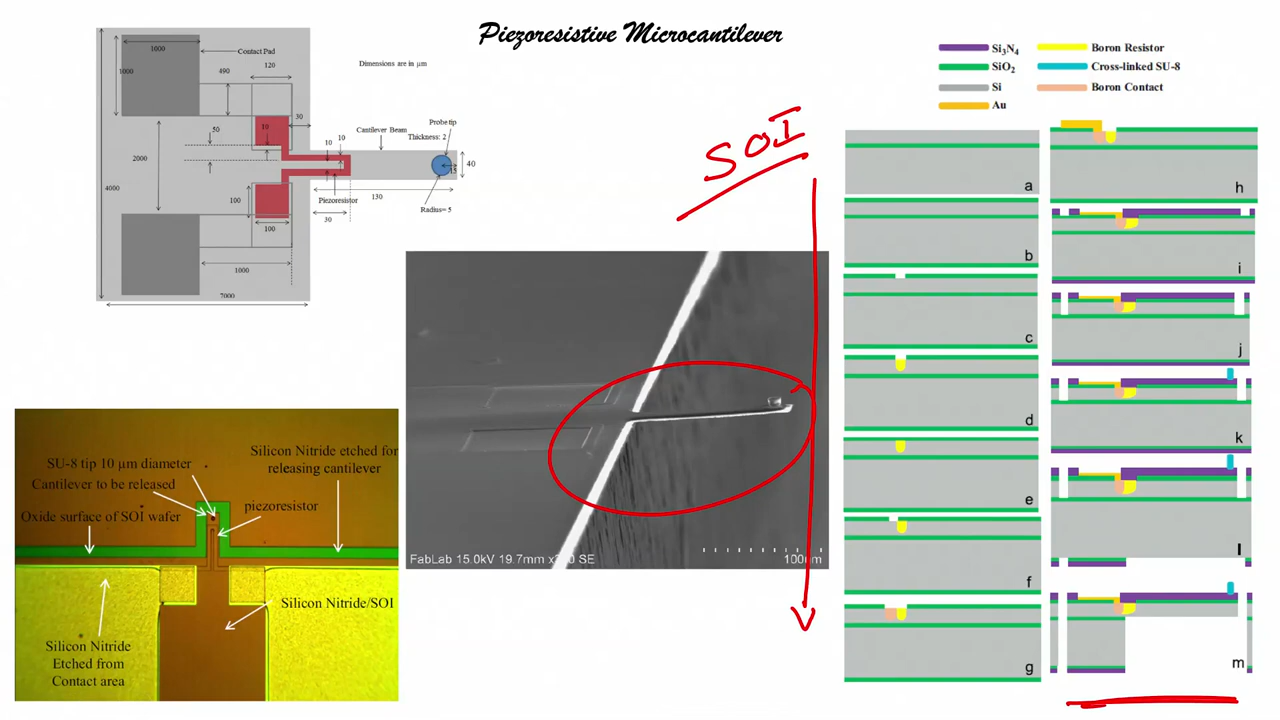 Piezoresistive Microcantilever
1000
Contact Pad
1000
490
120
Dimensions are in µm
30
50
10
10
10
Cantilever Beam
Probe tip
Thickness: 2
40
2000
4000
100
Piezoresistor
130
Radius= 5
30
100
1000
7000
SOI
Si3N4
Boron Resistor
SiO2
Cross-linked SU-8
Si
Boron Contact
Au
a
b
c
d
e
f
g
h
i
j
k
l
m
SU-8 tip 10 µm diameter
Cantilever to be released
Oxide surface of SOI wafer
Silicon Nitride etched for
releasing cantilever
piezoresistor
Silicon Nitride/SOI
Silicon Nitride
Etched from
Contact area
FabLab 15.0kV 19.7mm SE
100um